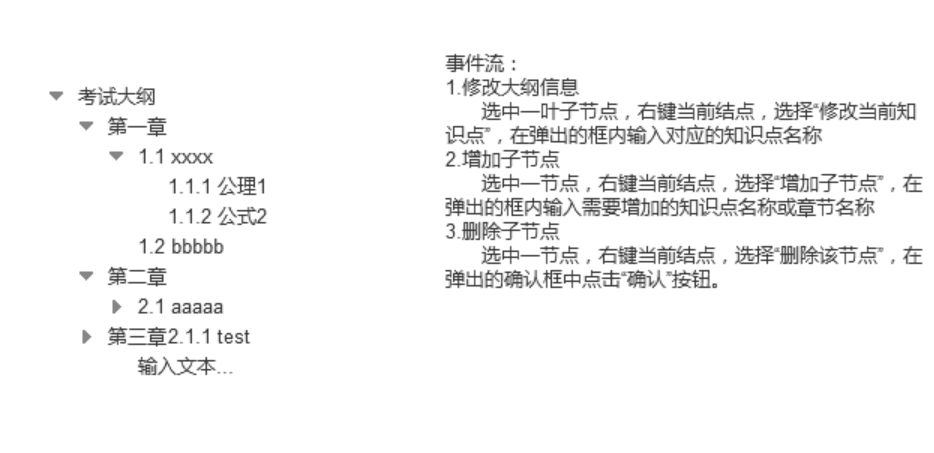 考试大纲
第一章
1.1 xxxx
1.1.1 公理1
1.1.2 公式2
1.2 bbbbb
第二章
2.1 aaaaa
第三章2.1.1 test
输入文本...
事件流：
1.修改大纲信息
选中一叶子节点，右键当前结点，选择“修改当前知
识点”，在弹出的框内输入对应的知识点名称
2.增加子节点
选中一节点，右键当前结点，选择“增加子节点”，在
弹出的框内输入需要增加的知识点名称或章节名称
3.删除子节点
选中一节点，右键当前结点，选择“删除该节点”，在
弹出的确认框中点击“确认”按钮。